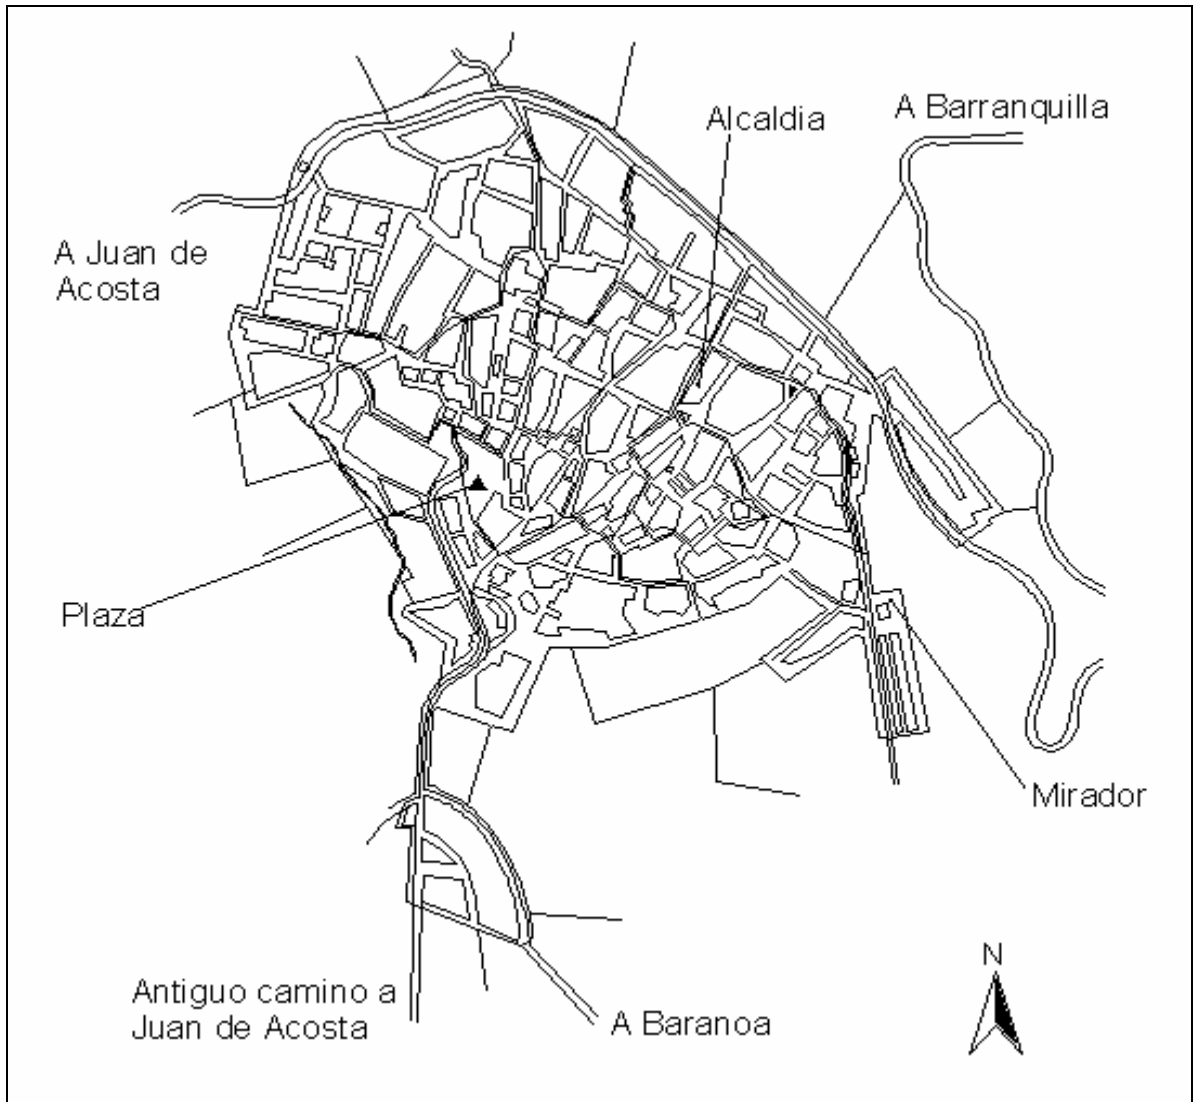 A Barranquilla
Alcaldia
A Juan de
Acosta
Plaza
Mirador
N
Antiguo camino a
Juan de Acosta
A Baranoa